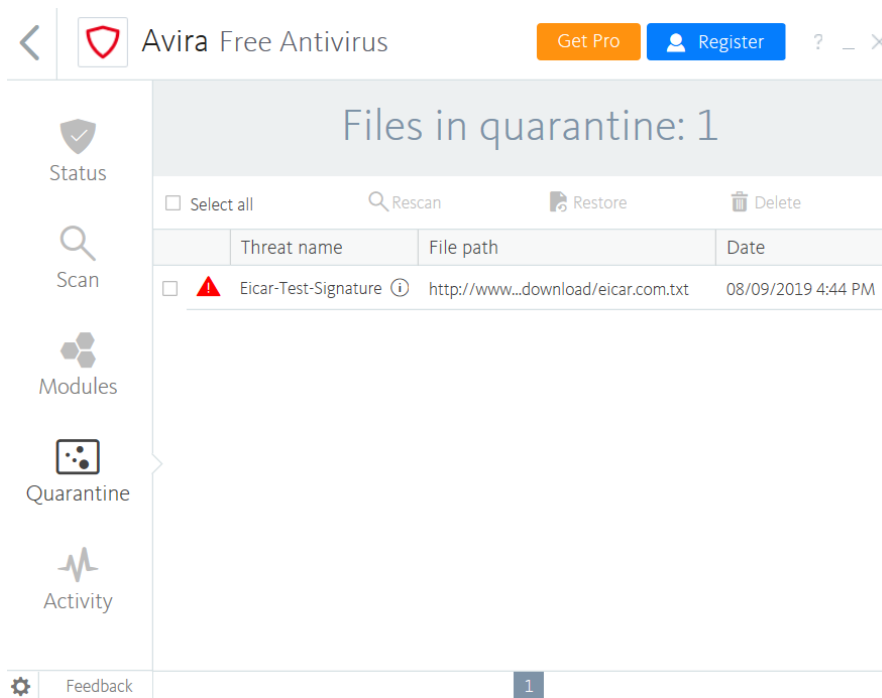 Avira Free Antivirus
Get Pro
Register
?
Status
Scan
Modules
Quarantine
Activity
Feedback
Files in quarantine: 1
Select all
Rescan
Restore
Delete
Threat name File path Date
Eicar-Test-Signature http://www...download/eicar.com.txt 08/09/2019 4:44 PM
1